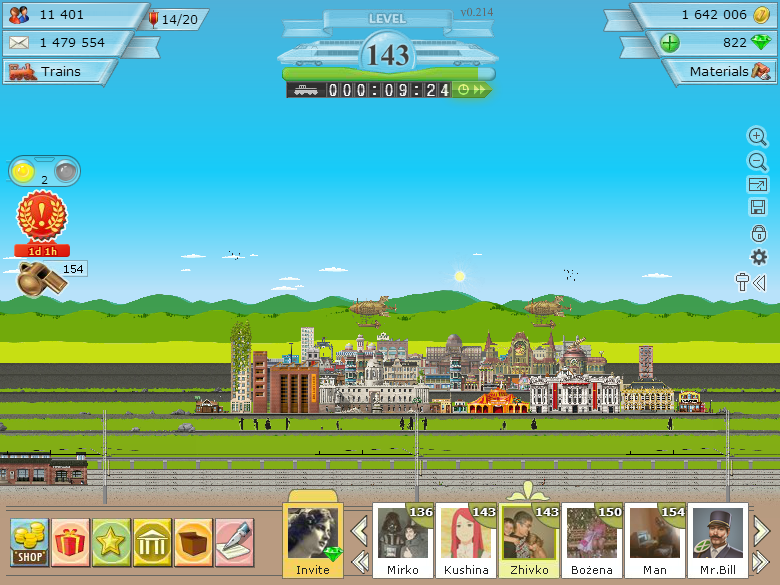 11 401
14/20
LEVEL
v0.214
1 642 006
1 479 554
143
822
Trains
Materials
000:09:24
2
1d 1h
154
136
143
143
150
154
SHOP
Invite
Mirko
Kushina
Zhivko
Bożena
Man
Mr.Bill